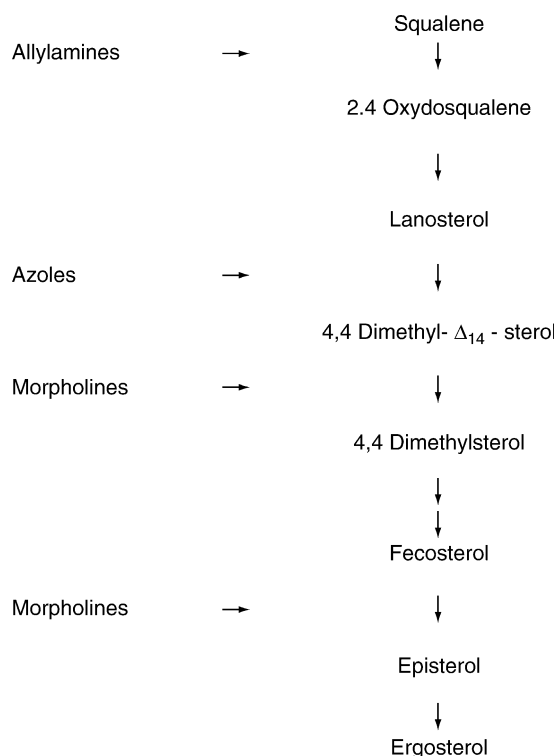 Squalene
Allylamines
2.4 Oxydosqualene
Lanosterol
Azoles
4,4 Dimethyl- Δ14 - sterol
Morpholines
4,4 Dimethylsterol
Fecosterol
Morpholines
Episterol
Ergosterol